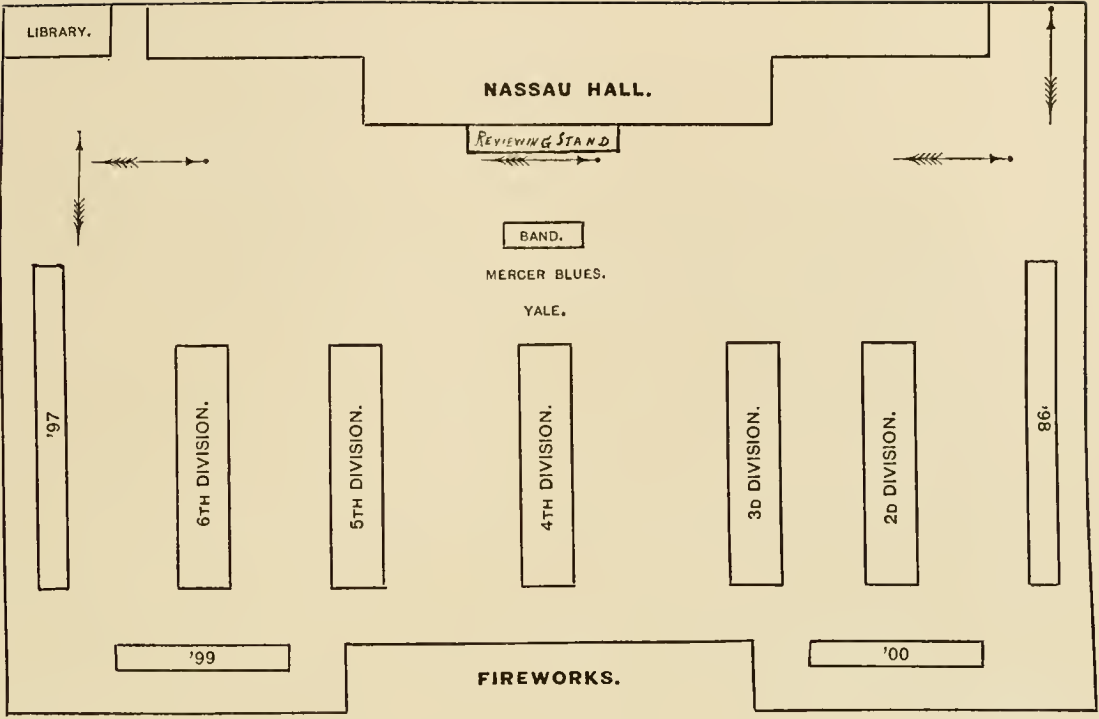 LIBRARY.
NASSAU HALL.
REVIEWING STAND
BAND.
MERCER BLUES.
YALE.
'97
6TH DIVISION.
5TH DIVISION.
4TH DIVISION.
3D DIVISION.
2D DIVISION.
'98
'99
'00
FIREWORKS.